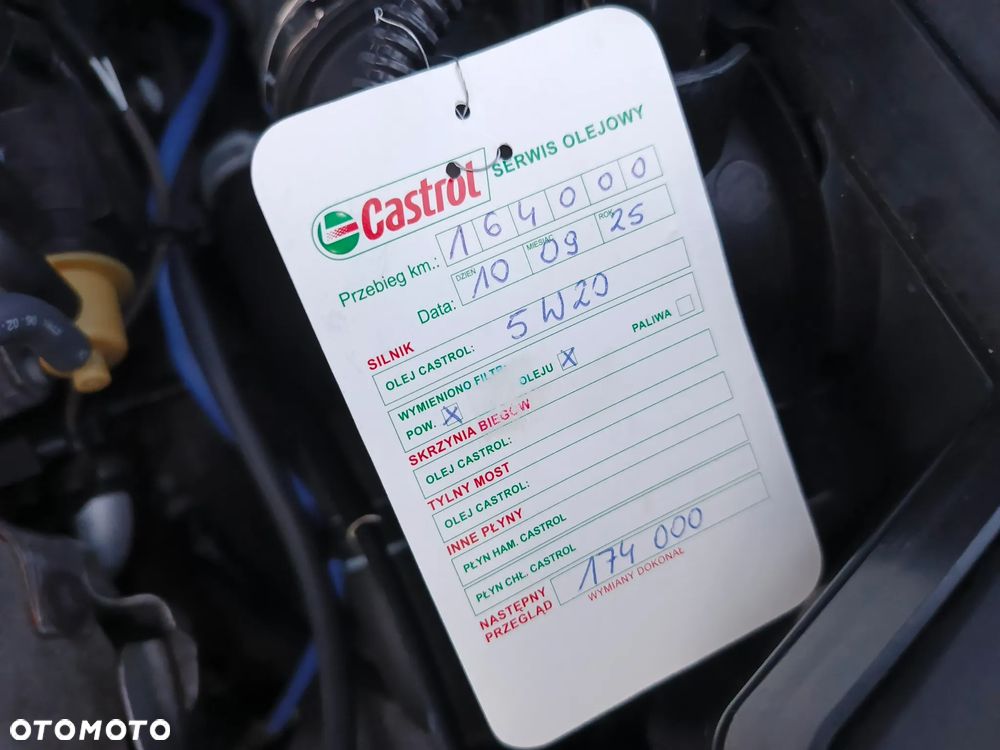 SERWIS OLEJOWY
Castrol
Przebieg km.: 164000
DZIEŃ MIESIĄC ROK
Data: 10 09 25
SILNIK
OLEJ CASTROL: 5W20
WYMIENIONO FILTR
POW. X OLEJU X PALIWA
SKRZYNIA BIEGÓW
OLEJ CASTROL:
TYLNY MOST
OLEJ CASTROL:
INNE PŁYNY
PŁYN HAM. CASTROL
PŁYN CHŁ. CASTROL
NASTĘPNY PRZEGLĄD 174 000
WYMIANY DOKONAŁ
OTOMOTO